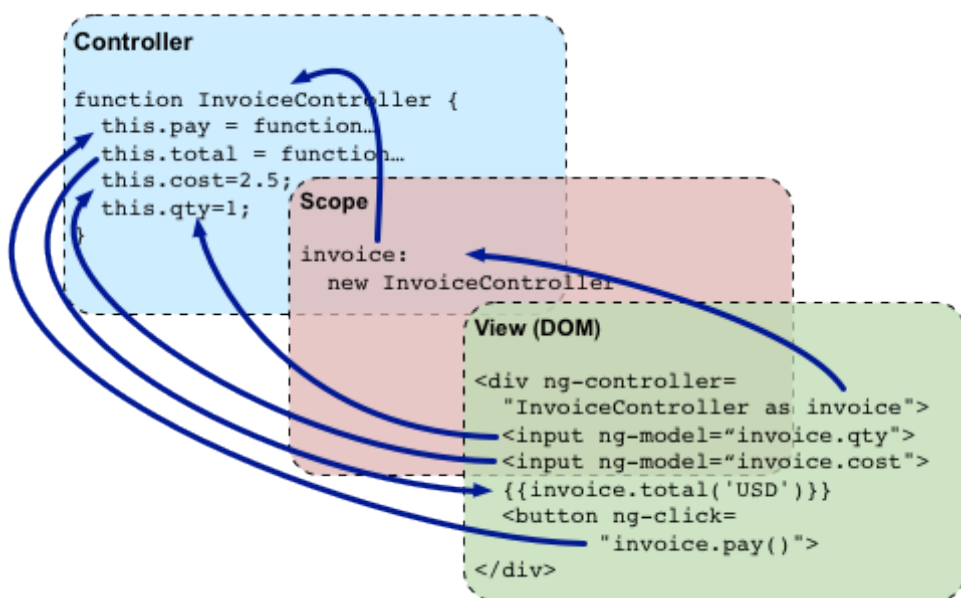 Controller
function InvoiceController {
this.pay = function…
this.total = function…
this.cost=2.5;
this.qty=1;
}
Scope
invoice:
new InvoiceController
View (DOM)
<div ng-controller=
"InvoiceController as invoice">
<input ng-model=“invoice.qty">
<input ng-model=“invoice.cost">
{{invoice.total('USD')}}
<button ng-click=
"invoice.pay()">
</div>